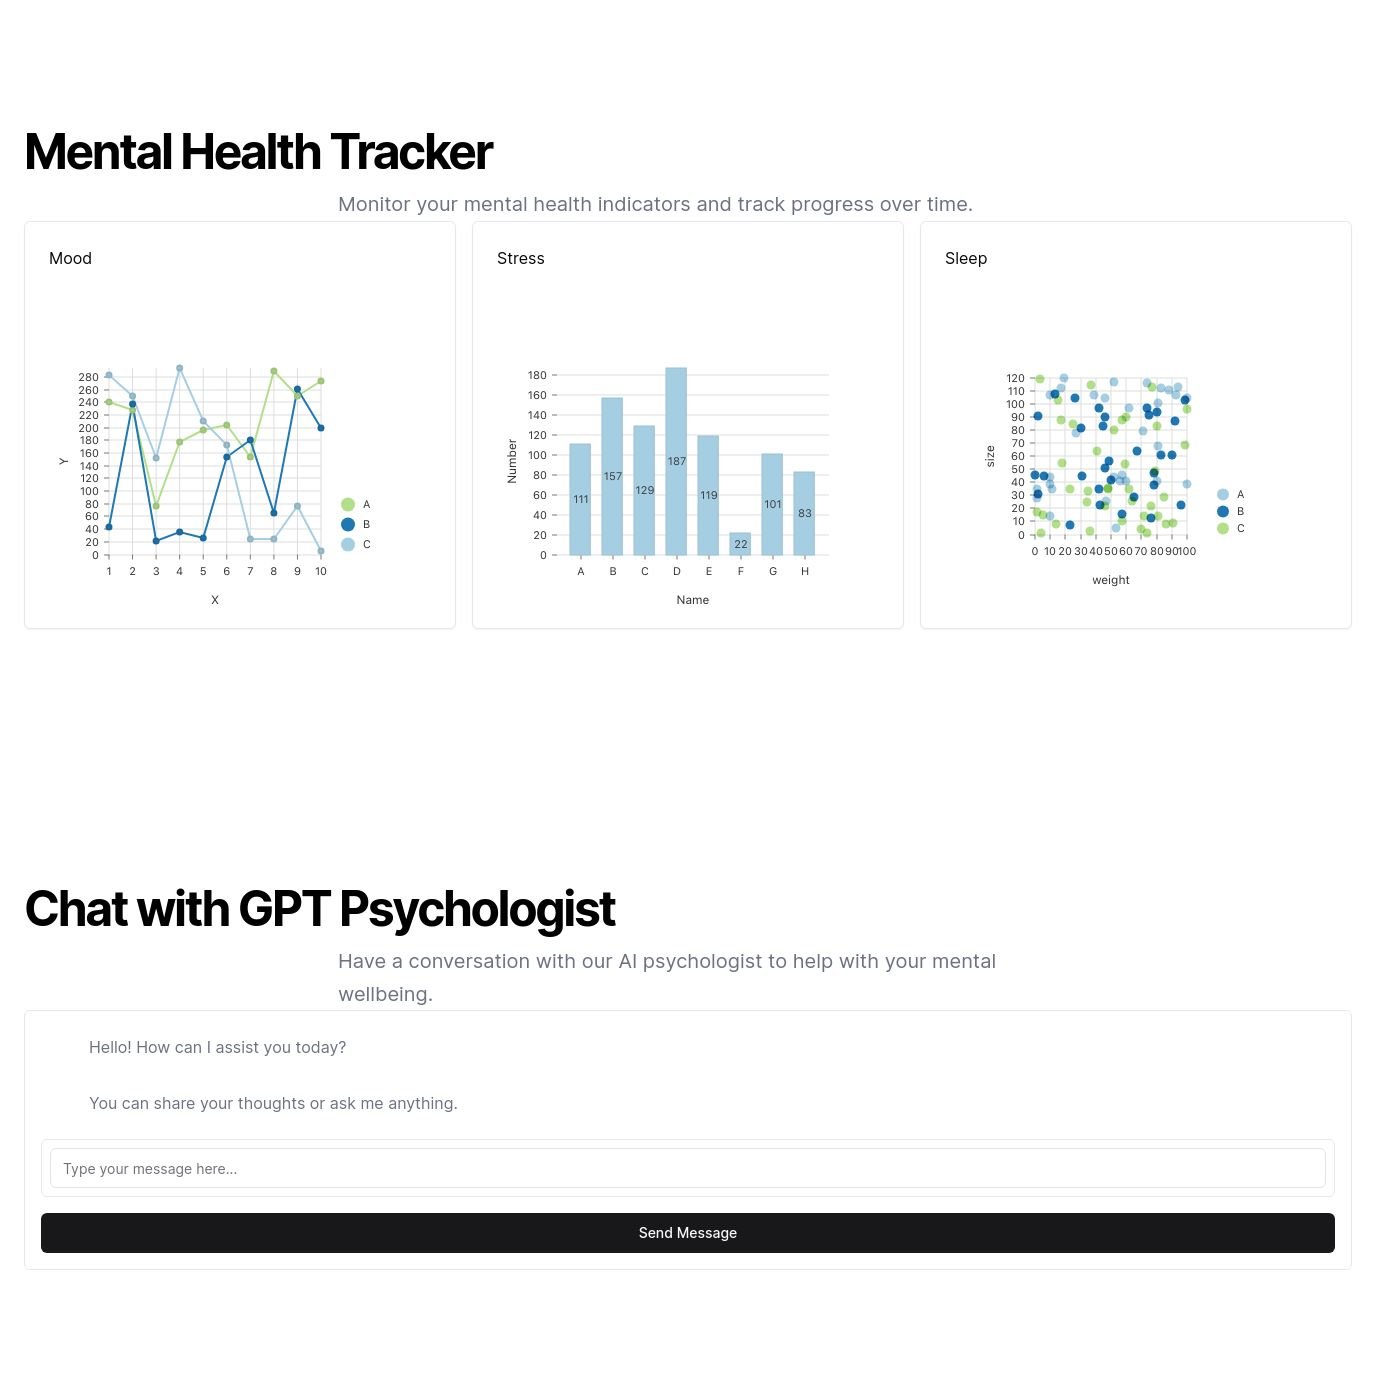 Mental Health Tracker
Monitor your mental health indicators and track progress over time.
Mood
280
260
240
220
200
180
160
140
120
100
80
60
40
20
0
Y
1 2 3 4 5 6 7 8 9 10
X
A
B
C
Stress
180
160
140
120
100
80
60
40
20
0
Number
111 157 129 187 119 22 101 83
A B C D E F G H
Name
Sleep
120
110
100
90
80
70
60
50
40
30
20
10
0
size
0 10 20 30 40 50 60 70 80 90 100
weight
A
B
C
Chat with GPT Psychologist
Have a conversation with our AI psychologist to help with your mental
wellbeing.
Hello! How can I assist you today?
You can share your thoughts or ask me anything.
Type your message here...
Send Message